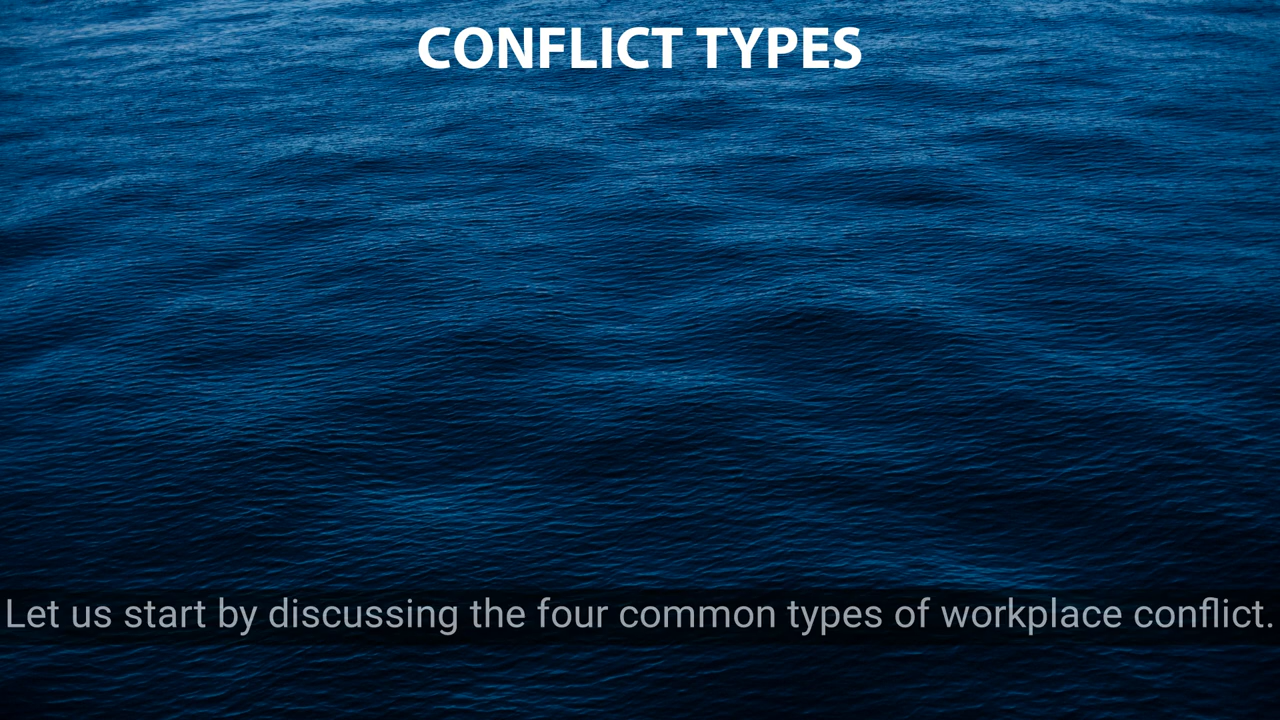 CONFLICT TYPES
Let us start by discussing the four common types of workplace conflict.